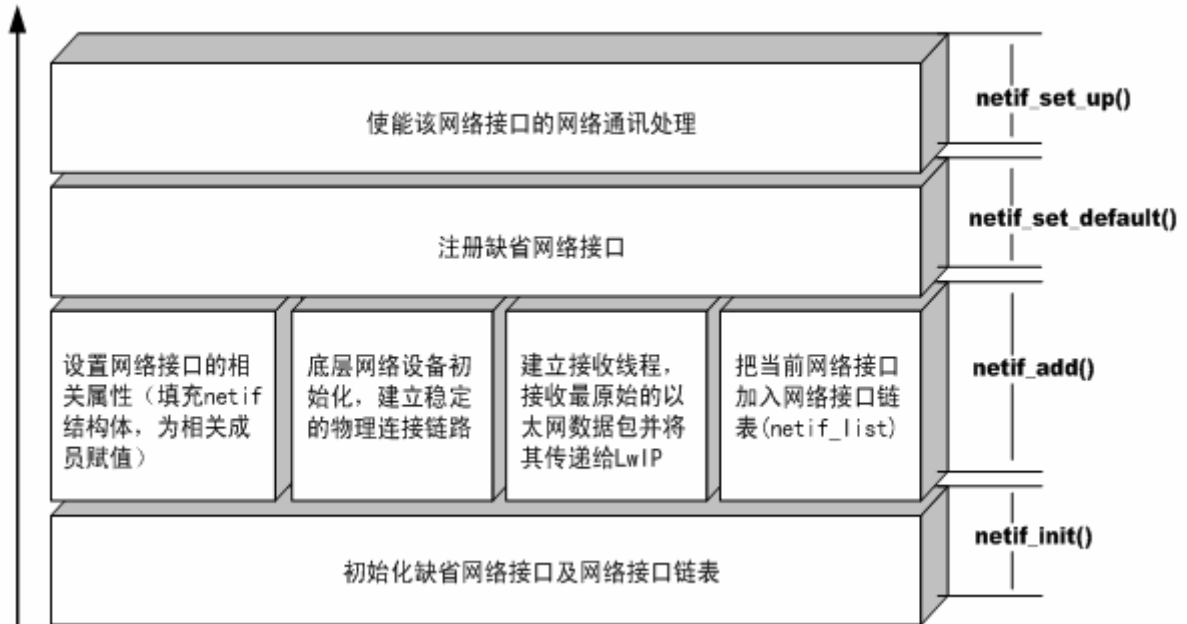 使能该网络接口的网络通讯处理
netif_set_up()
注册缺省网络接口
netif_set_default()
设置网络接口的相
关属性（填充netif
结构体，为相关成
员赋值）
底层网络设备初
始化，建立稳定
的物理连接链路
建立接收线程，
接收最原始的以
太网数据包并将
其传递给LwIP
把当前网络接口
加入网络接口链
表(netif_list)
netif_add()
初始化缺省网络接口及网络接口链表
netif_init()